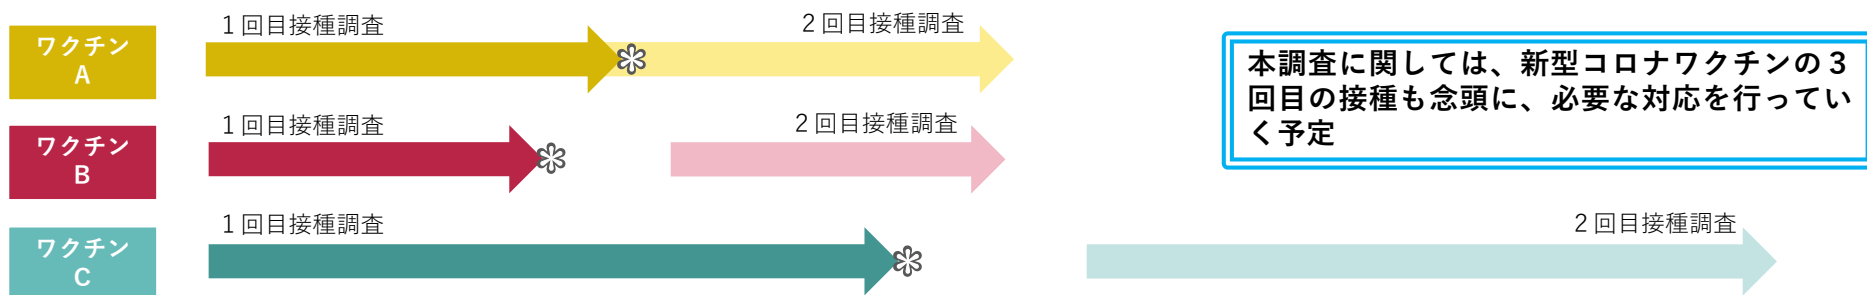 1回目接種調査
2回目接種調査
ワクチン
A
本調査に関しては、新型コロナワクチンの3
回目の接種も念頭に、必要な対応を行ってい
く予定
1回目接種調査
2回目接種調査
ワクチン
B
1回目接種調査
2回目接種調査
ワクチン
C